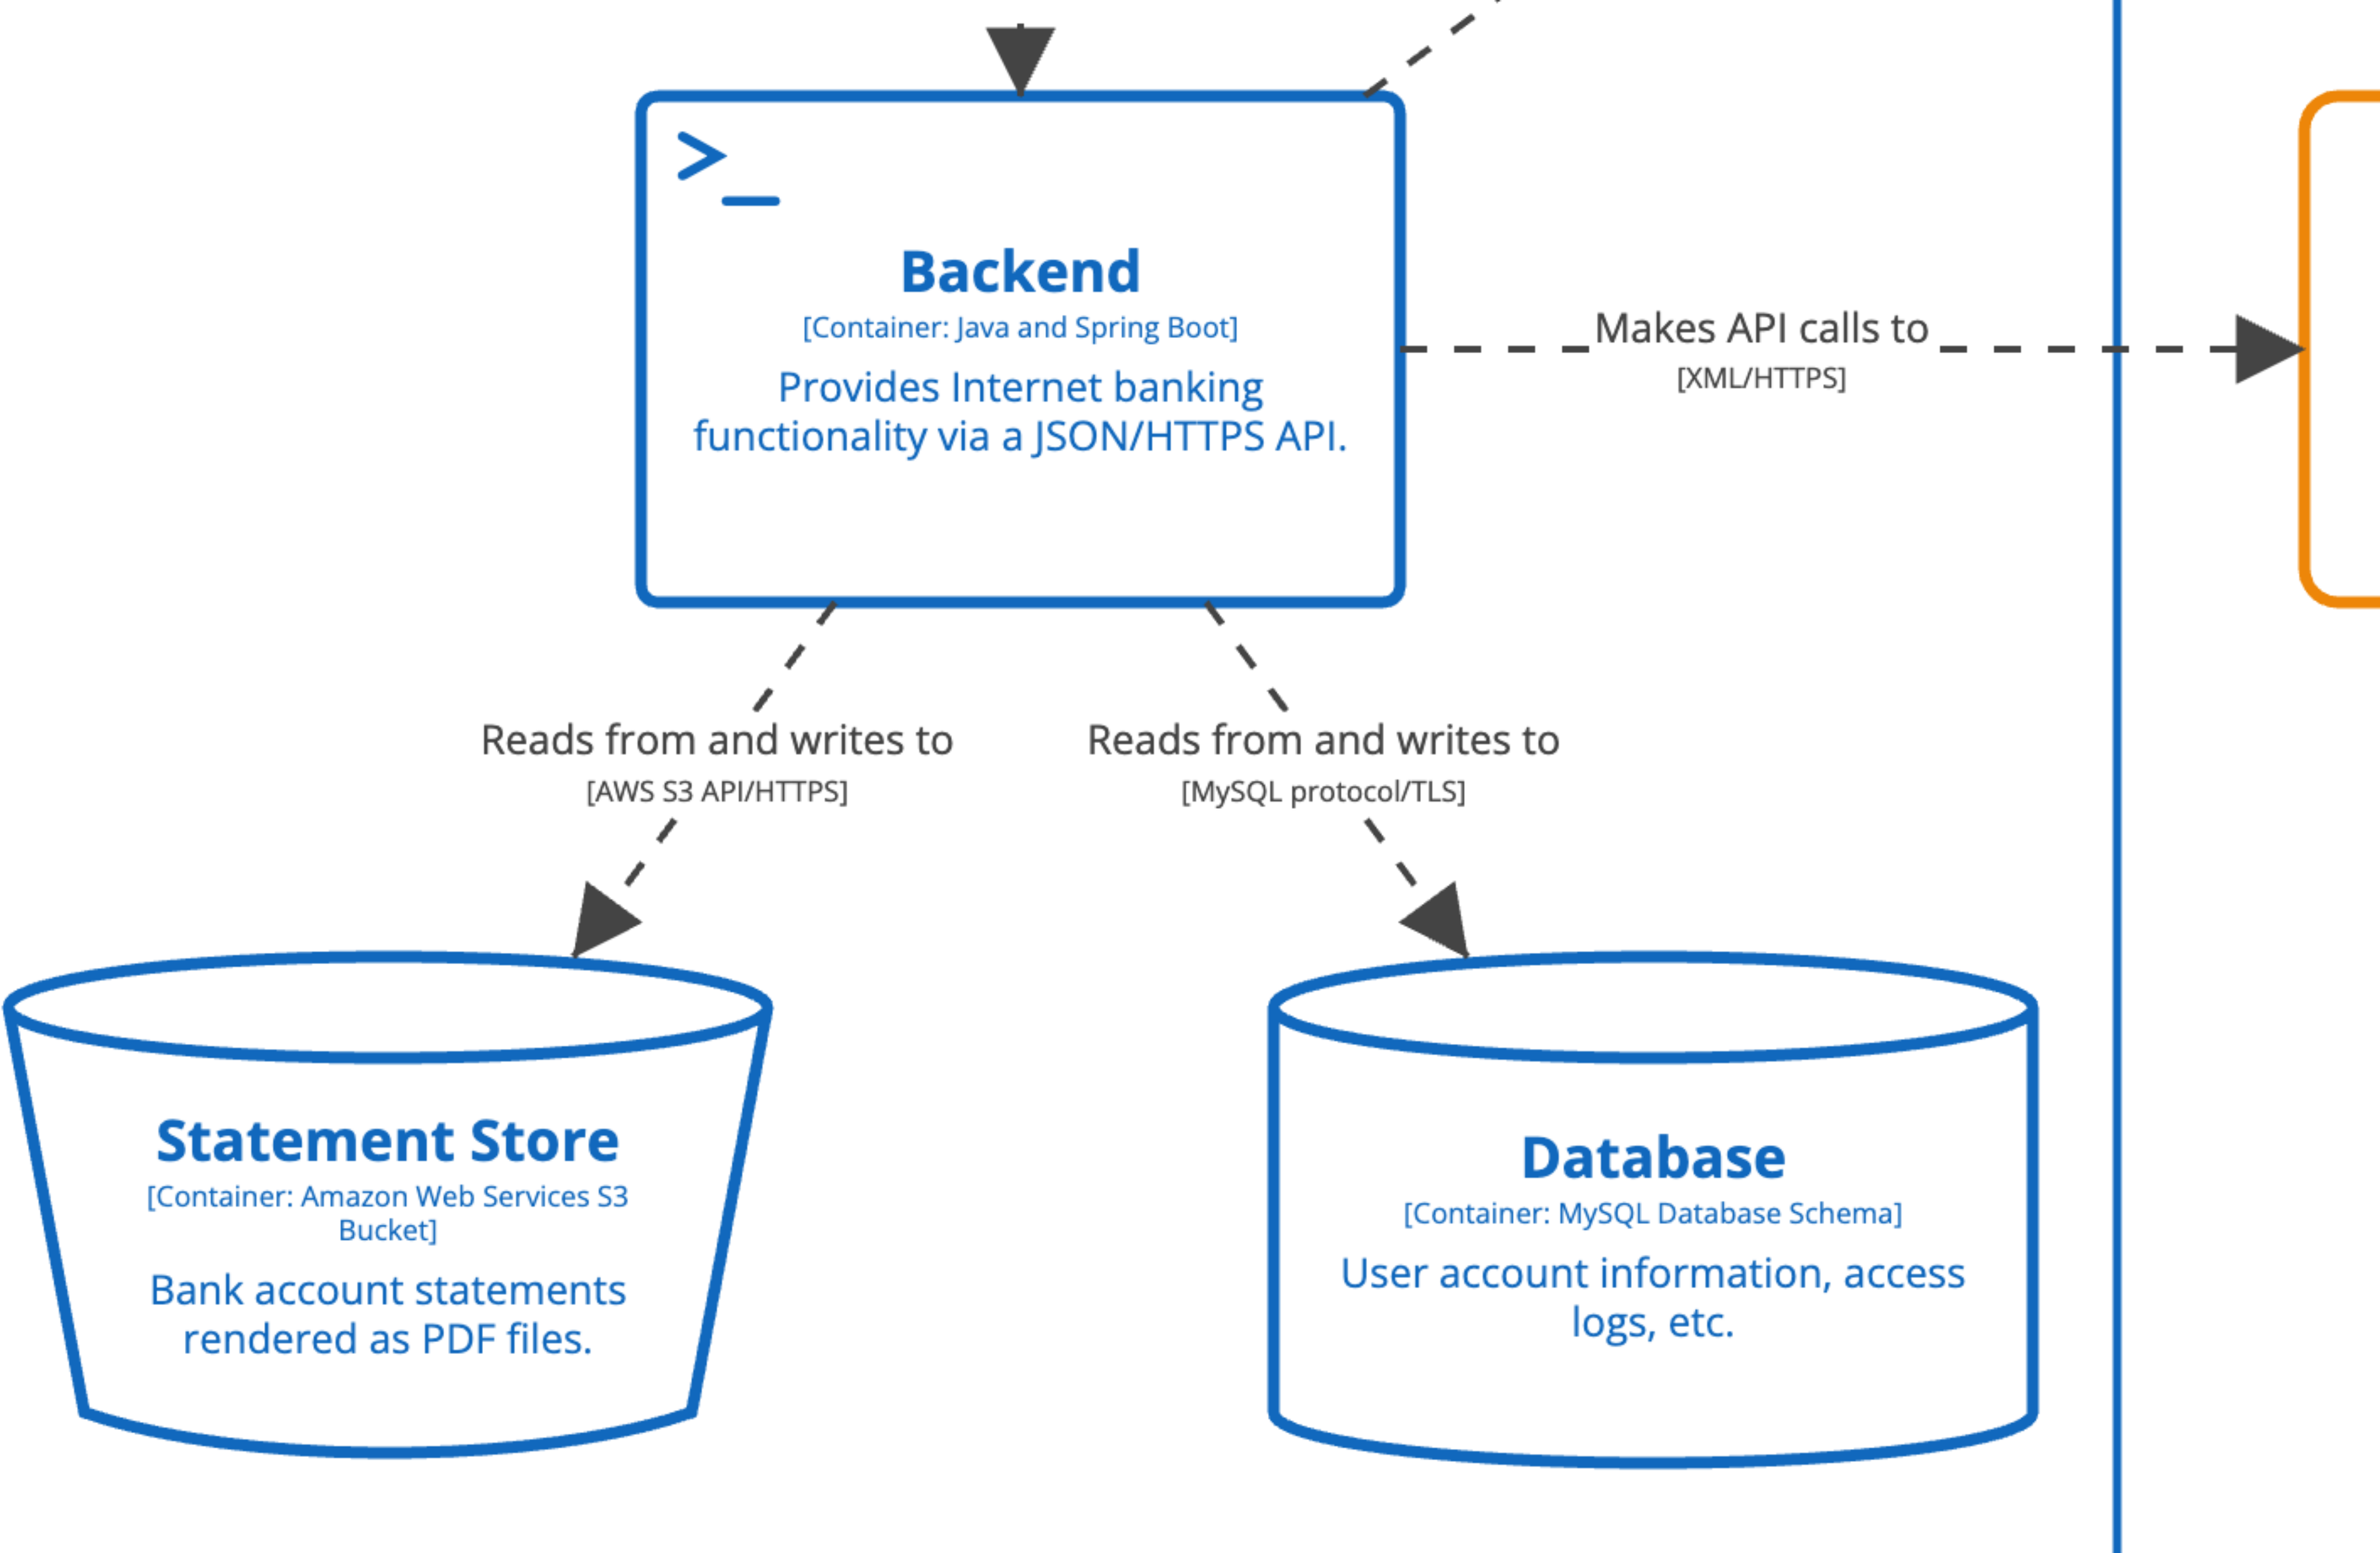 >_
Backend
[Container: Java and Spring Boot]
Provides Internet banking
functionality via a JSON/HTTPS API.
Makes API calls to
[XML/HTTPS]
Reads from and writes to
[AWS S3 API/HTTPS]
Reads from and writes to
[MySQL protocol/TLS]
Statement Store
[Container: Amazon Web Services S3
Bucket]
Bank account statements
rendered as PDF files.
Database
[Container: MySQL Database Schema]
User account information, access
logs, etc.